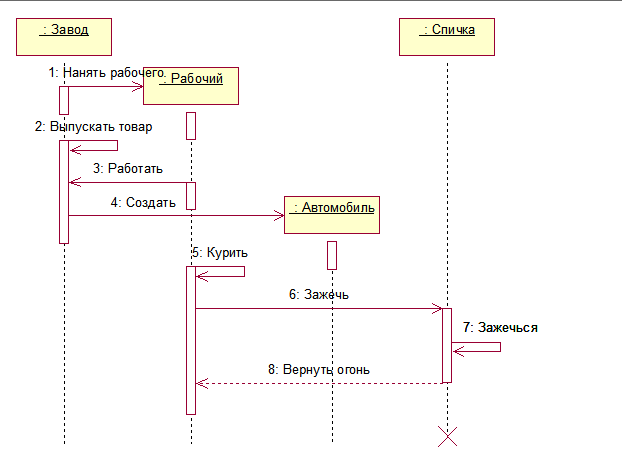 : Завод
: Спичка
1: Нанять рабочего.
: Рабочий
2: Выпускать товар
3: Работать
4: Создать
: Автомобиль
5: Курить
6: Зажечь
7: Зажечься
8: Вернуть огонь